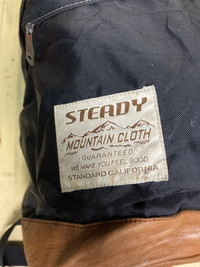 STEADY
MOUNTAIN CLOTH
GUARANTEED
WE MAKE YOU FEEL GOOD
STANDARD CALIFORNIA